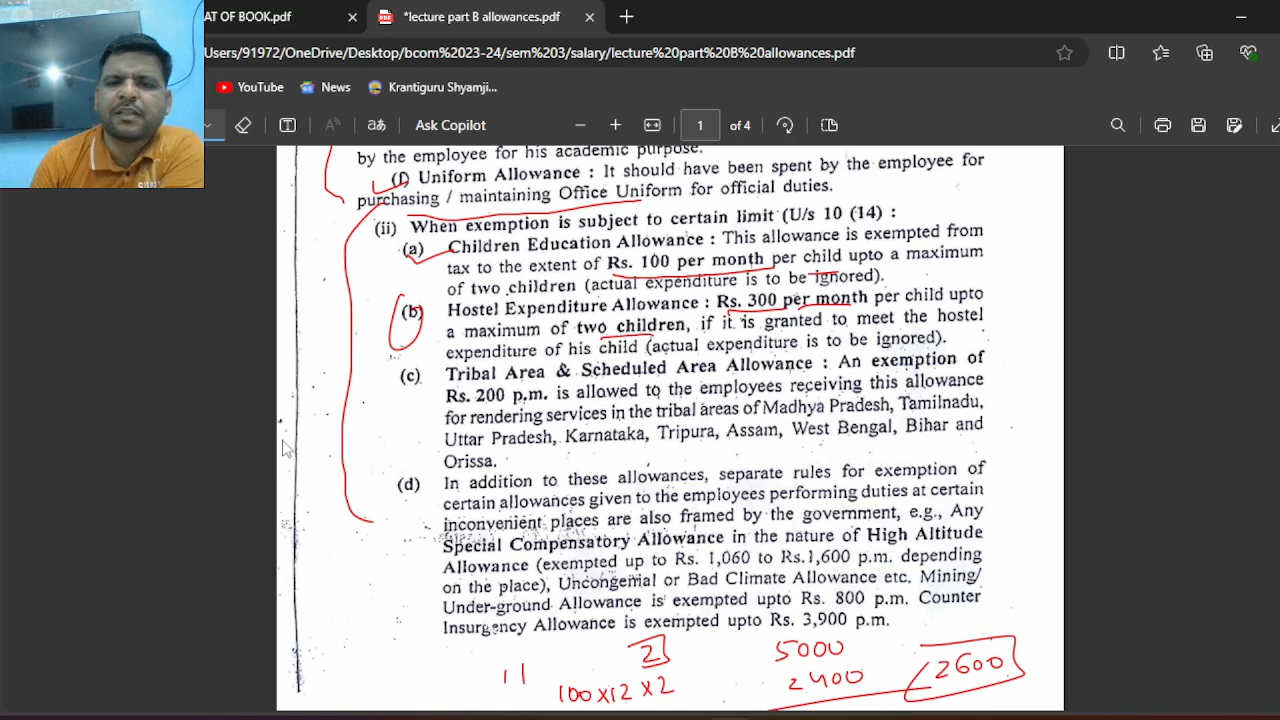 AT OF BOOK.pdf
*lecture part B allowances.pdf
Users/91972/OneDrive/Desktop/bcom%2023-24/sem%203/salary/lecture%20part%20B%20allowances.pdf
YouTube
News
Krantiguru Shyamji...
Ask Copilot
1
of 4
by the employee for his academic purpose.
(f) Uniform Allowance : It should have been spent by the employee for
purchasing / maintaining Office Uniform for official duties.
(ii) When exemption is subject to certain limit (U/s 10 (14) :
(a) Children Education Allowance : This allowance is exempted from
tax to the extent of Rs. 100 per month per child upto a maximum
of two children (actual expenditure is to be ignored).
(b) Hostel Expenditure Allowance : Rs. 300 per month per child upto
a maximum of two children, if it is granted to meet the hostel
expenditure of his child (actual expenditure is to be ignored).
(c) Tribal Area & Scheduled Area Allowance : An exemption of
Rs. 200 p.m. is allowed to the employees receiving this allowance
for rendering services in the tribal areas of Madhya Pradesh, Tamilnadu,
Uttar Pradesh, Karnataka, Tripura, Assam, West Bengal, Bihar and
Orissa.
(d) In addition to these allowances, separate rules for exemption of
certain allowances given to the employees performing duties at certain
inconvenient places are also framed by the government, e.g., Any
Special Compensatory Allowance in the nature of High Altitude
Allowance (exempted up to Rs. 1,060 to Rs.1,600 p.m. depending
on the place), Uncongenial or Bad Climate Allowance etc. Mining/
Under-ground Allowance is exempted upto Rs. 800 p.m. Counter
Insurgency Allowance is exempted upto Rs. 3,900 p.m.
2 5000
11 100x12 x2 2400 2600